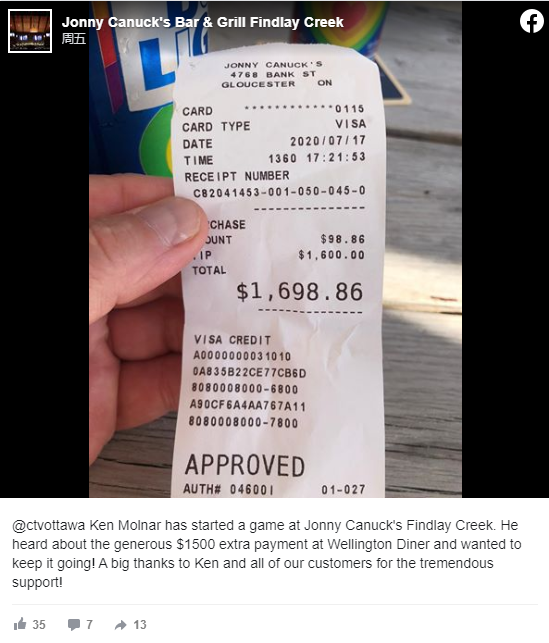 Jonny Canuck's Bar & Grill Findlay Creek
周五
JONNY CANUCK'S
4768 BANK ST
GLOUCESTER ON
CARD ************0115
CARD TYPE VISA
DATE 2020/07/17
TIME 1360 17:21:53
RECEIPT NUMBER
C82041453-001-050-045-0
CHASE
OUNT $98.86
IP $1,600.00
TOTAL
$1,698.86
VISA CREDIT
A0000000031010
0A835B22CE77CB6D
8080008000-6800
A9DCF6A4AA767A11
8080008000-7800
APPROVED
AUTH# 046001 01-027
@ctvottawa Ken Molnar has started a game at Jonny Canuck's Findlay Creek. He
heard about the generous $1500 extra payment at Wellington Diner and wanted to
keep it going! A big thanks to Ken and all of our customers for the tremendous
support!
35 7 13